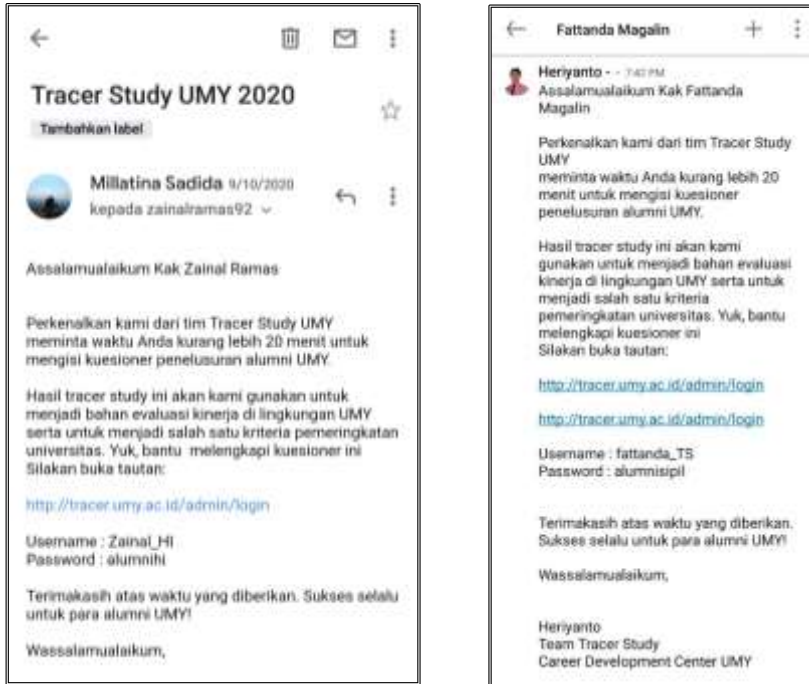 Tracer Study UMY 2020
Tambahkan label
Millatina Sadida 9/10/2020
kepada zainalramas92
Assalamualaikum Kak Zainal Ramas
Perkenalkan kami dari tim Tracer Study UMY
meminta waktu Anda kurang lebih 20 menit untuk
mengisi kuesioner penelusuran alumni UMY.
Hasil tracer study ini akan kami gunakan untuk
menjadi bahan evaluasi kinerja di lingkungan UMY
serta untuk menjadi salah satu kriteria pemeringkatan
universitas. Yuk, bantu melengkapi kuesioner ini
Silakan buka tautan:
http://tracer.umy.ac.id/admin/login
Username : Zainal_HI
Password : alumnihi
Terimakasih atas waktu yang diberikan. Sukses selalu
untuk para alumni UMY!
Wassalamualaikum,
Fattanda Magalin
Heriyanto - - 7:42 PM
Assalamualaikum Kak Fattanda
Magalin
Perkenalkan kami dari tim Tracer Study
UMY
meminta waktu Anda kurang lebih 20
menit untuk mengisi kuesioner
penelusuran alumni UMY.
Hasil tracer study ini akan kami
gunakan untuk menjadi bahan evaluasi
kinerja di lingkungan UMY serta untuk
menjadi salah satu kriteria
pemeringkatan universitas. Yuk, bantu
melengkapi kuesioner ini
Silakan buka tautan:
http://tracer.umy.ac.id/admin/login
http://tracer.umy.ac.id/admin/login
Username : fattanda_TS
Password : alumnisipil
Terimakasih atas waktu yang diberikan.
Sukses selalu untuk para alumni UMY!
Wassalamualaikum,
Heriyanto
Team Tracer Study
Career Development Center UMY